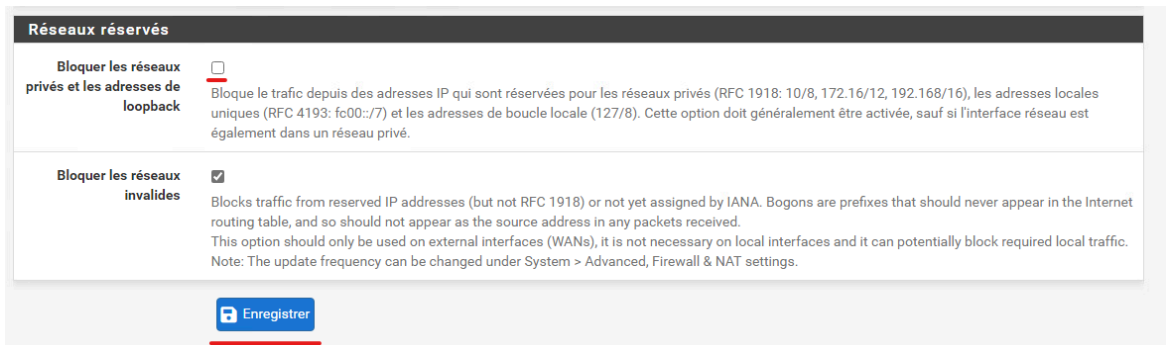 Réseaux réservés
Bloquer les réseaux
privés et les adresses de
loopback
Bloque le trafic depuis des adresses IP qui sont réservées pour les réseaux privés (RFC 1918: 10/8, 172.16/12, 192.168/16), les adresses locales
uniques (RFC 4193: fc00::/7) et les adresses de boucle locale (127/8). Cette option doit généralement être activée, sauf si l'interface réseau est
également dans un réseau privé.
Bloquer les réseaux
invalides
Blocks traffic from reserved IP addresses (but not RFC 1918) or not yet assigned by IANA. Bogons are prefixes that should never appear in the Internet
routing table, and so should not appear as the source address in any packets received.
This option should only be used on external interfaces (WANs), it is not necessary on local interfaces and it can potentially block required local traffic.
Note: The update frequency can be changed under System > Advanced, Firewall & NAT settings.
Enregistrer